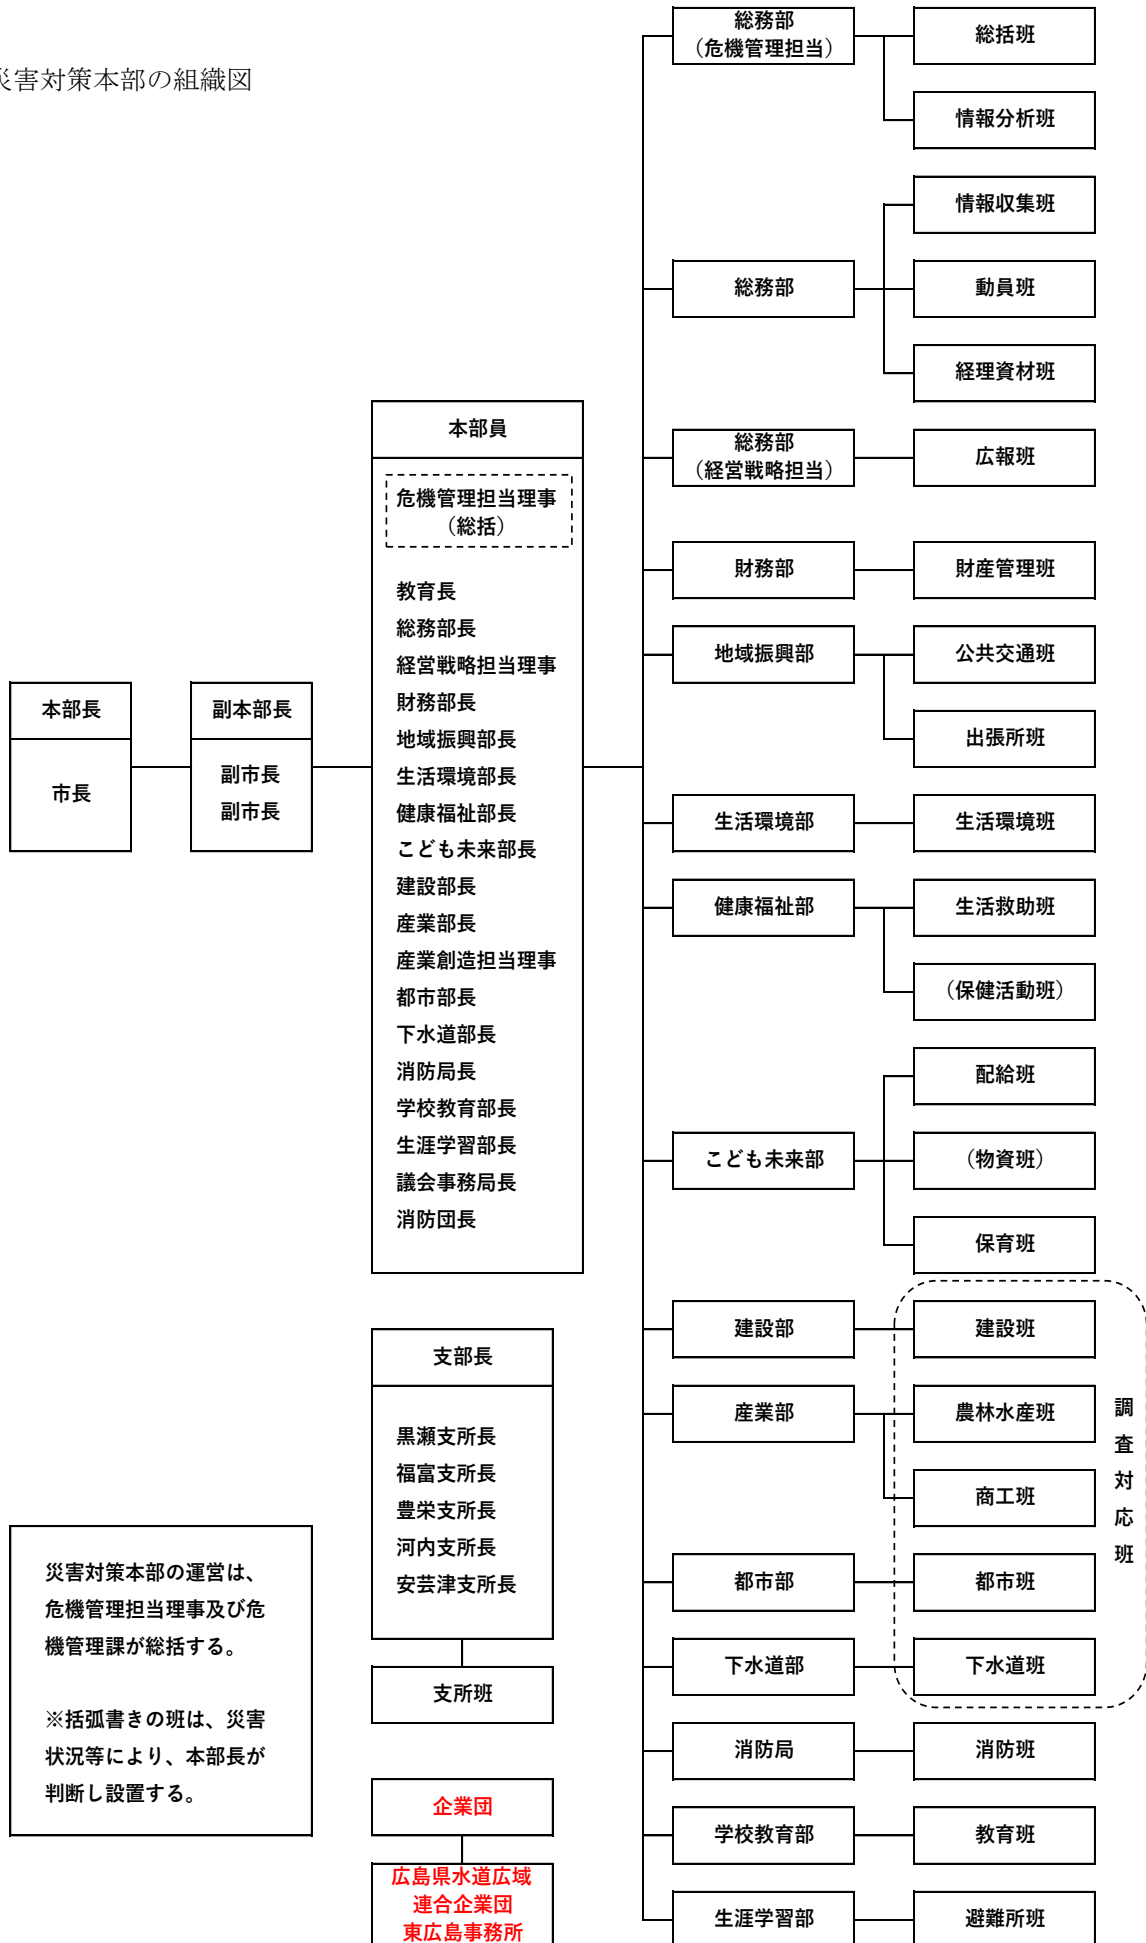 災害対策本部の組織図
本部長
市長
副本部長
副市長
副市長
本部員
危機管理担当理事
（総括）
教育長
総務部長
経営戦略担当理事
財務部長
地域振興部長
生活環境部長
健康福祉部長
こども未来部長
建設部長
産業部長
産業創造担当理事
都市部長
下水道部長
消防局長
学校教育部長
生涯学習部長
議会事務局長
消防団長
支部長
黒瀬支所長
福富支所長
豊栄支所長
河内支所長
安芸津支所長
支所班
企業団
広島県水道広域
連合企業団
東広島事務所
災害対策本部の運営は、
危機管理担当理事及び危
機管理課が総括する。
※括弧書きの班は、災害
状況等により、本部長が
判断し設置する。
総務部
（危機管理担当）
総括班
情報分析班
総務部
情報収集班
動員班
経理資材班
総務部
（経営戦略担当）
広報班
財務部
財産管理班
地域振興部
公共交通班
出張所班
生活環境部
生活環境班
健康福祉部
生活救助班
（保健活動班）
こども未来部
配給班
（物資班）
保育班
建設部
建設班
産業部
農林水産班
商工班
都市部
都市班
下水道部
下水道班
調査対応班
消防局
消防班
学校教育部
教育班
生涯学習部
避難所班